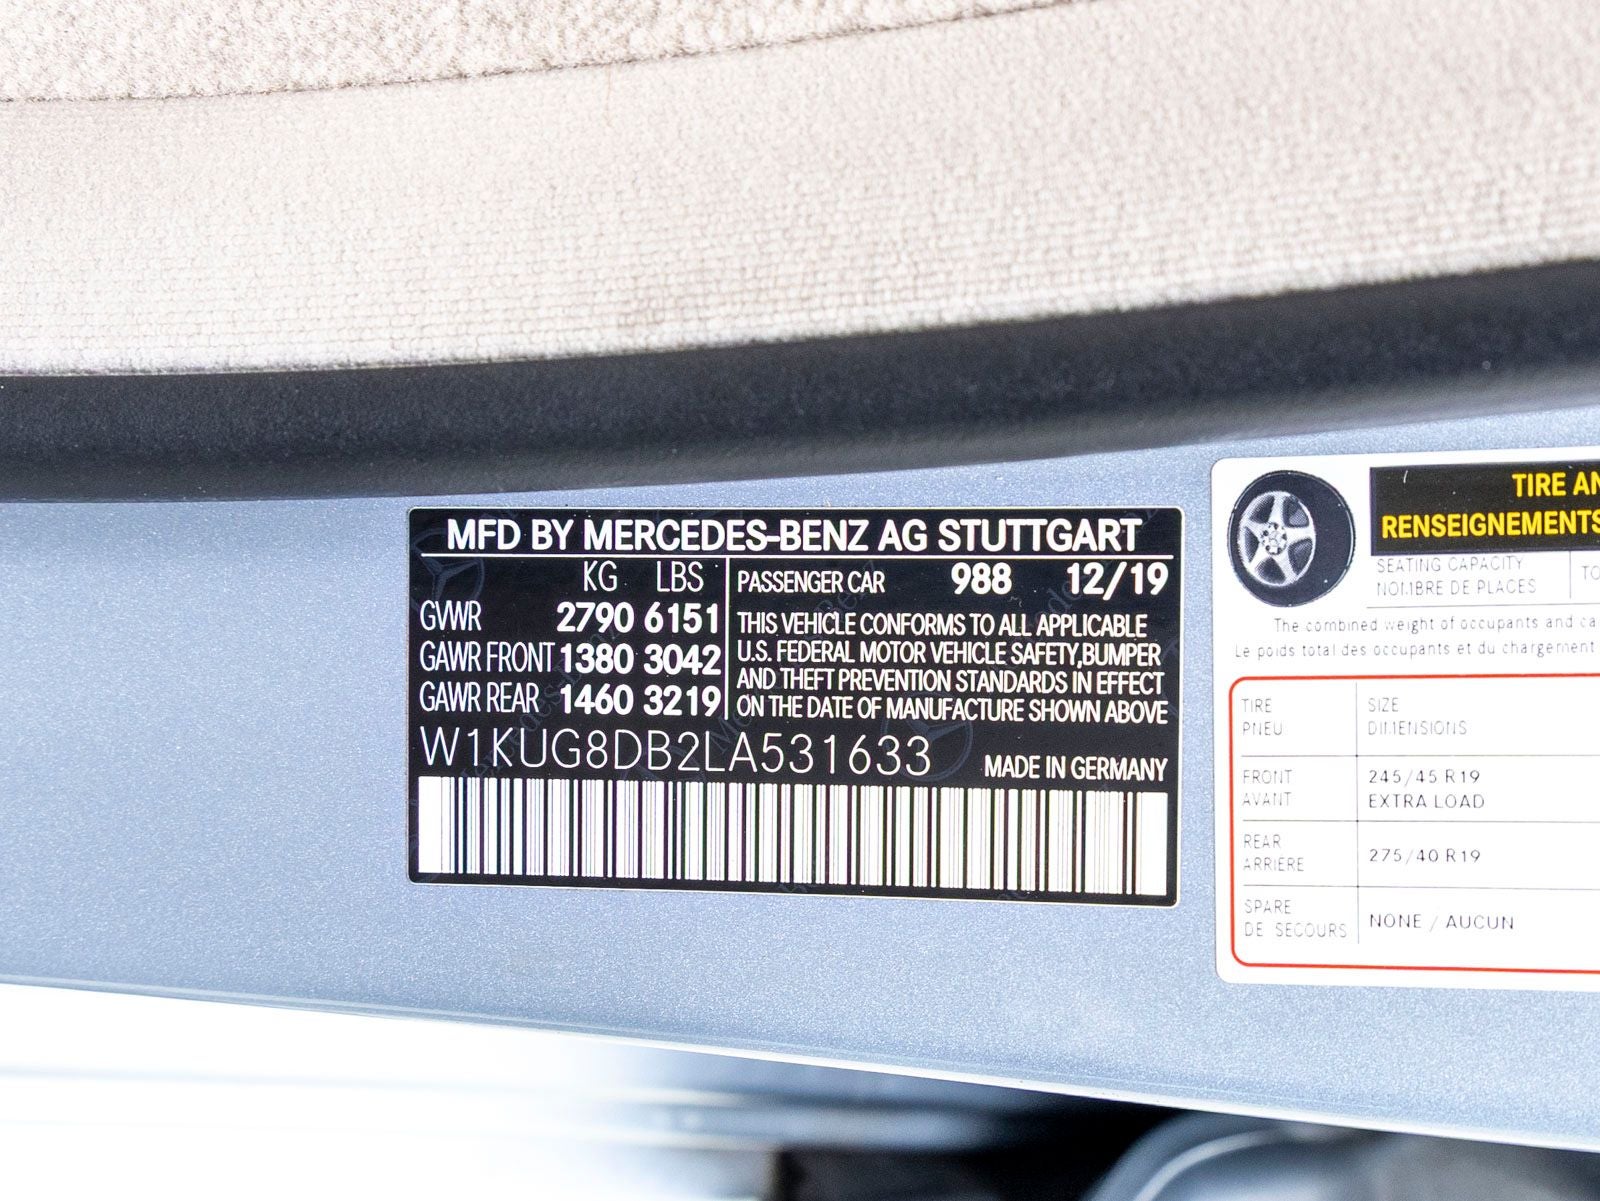 MFD BY MERCEDES-BENZ AG STUTTGART
KG LBS
GVWR 2790 6151
GAWR FRONT 1380 3042
GAWR REAR 1460 3219
PASSENGER CAR 988 12/19
THIS VEHICLE CONFORMS TO ALL APPLICABLE
U.S. FEDERAL MOTOR VEHICLE SAFETY,BUMPER
AND THEFT PREVENTION STANDARDS IN EFFECT
ON THE DATE OF MANUFACTURE SHOWN ABOVE
W1KUG8DB2LA531633
MADE IN GERMANY
TIRE AN
RENSEIGNEMENTS
SEATING CAPACITY
NOMBRE DE PLACES
TO
The combined weight of occupants and ca
Le poids total des occupants et du chargement
TIRE SIZE
PNEU DIMENSIONS
FRONT 245/45 R19
AVANT EXTRA LOAD
REAR
ARRIÈRE 275/40 R19
SPARE
DE SECOURS NONE / AUCUN